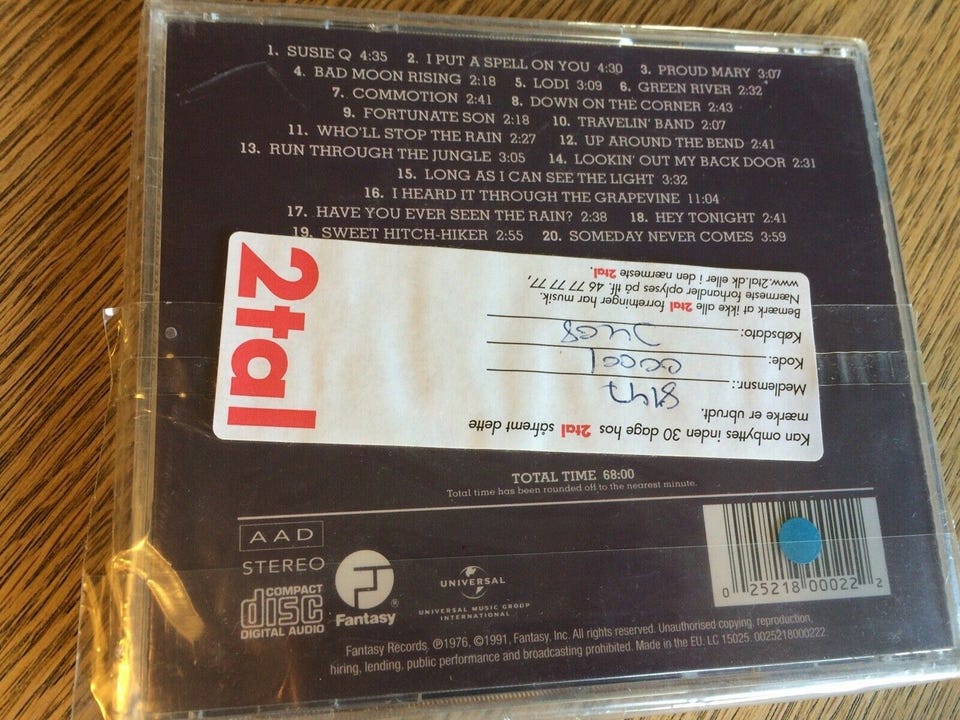 1. SUSIE Q 4:35 2. I PUT A SPELL ON YOU 4:30 3. PROUD MARY 3:07
4. BAD MOON RISING 2:18 5. LODI 3:09 6. GREEN RIVER 2:32
7. COMMOTION 2:41 8. DOWN ON THE CORNER 2:43
9. FORTUNATE SON 2:18 10. TRAVELIN' BAND 2:07
11. WHO'LL STOP THE RAIN 2:27 12. UP AROUND THE BEND 2:41
13. RUN THROUGH THE JUNGLE 3:05 14. LOOKIN' OUT MY BACK DOOR 2:31
15. LONG AS I CAN SEE THE LIGHT 3:32
16. I HEARD IT THROUGH THE GRAPEVINE 11:04
17. HAVE YOU EVER SEEN THE RAIN? 2:38 18. HEY TONIGHT 2:41
19. SWEET HITCH-HIKER 2:55 20. SOMEDAY NEVER COMES 3:59
2tal
Kan ombyttes inden 30 dage hos 2tal såfremt dette
mærke er ubrudt.
Medlemsnr.:
Kode:
Købsdato:
Bemærk at ikke alle 2tal forretninger har musik.
Nærmeste forhandler oplyses på tlf. 46 77 77 77,
www.2tal.dk eller i den nærmeste 2tal.
TOTAL TIME 68:00
Total time has been rounded off to the nearest minute.
AAD
STEREO
COMPACT
disc
DIGITAL AUDIO
Fantasy®
UNIVERSAL
UNIVERSAL MUSIC GROUP
INTERNATIONAL
0 25218 00022 2
Fantasy Records, ℗1976, ©1991, Fantasy, Inc. All rights reserved. Unauthorised copying, reproduction,
hiring, lending, public performance and broadcasting prohibited. Made in the EU. LC 15025. 0025218000222